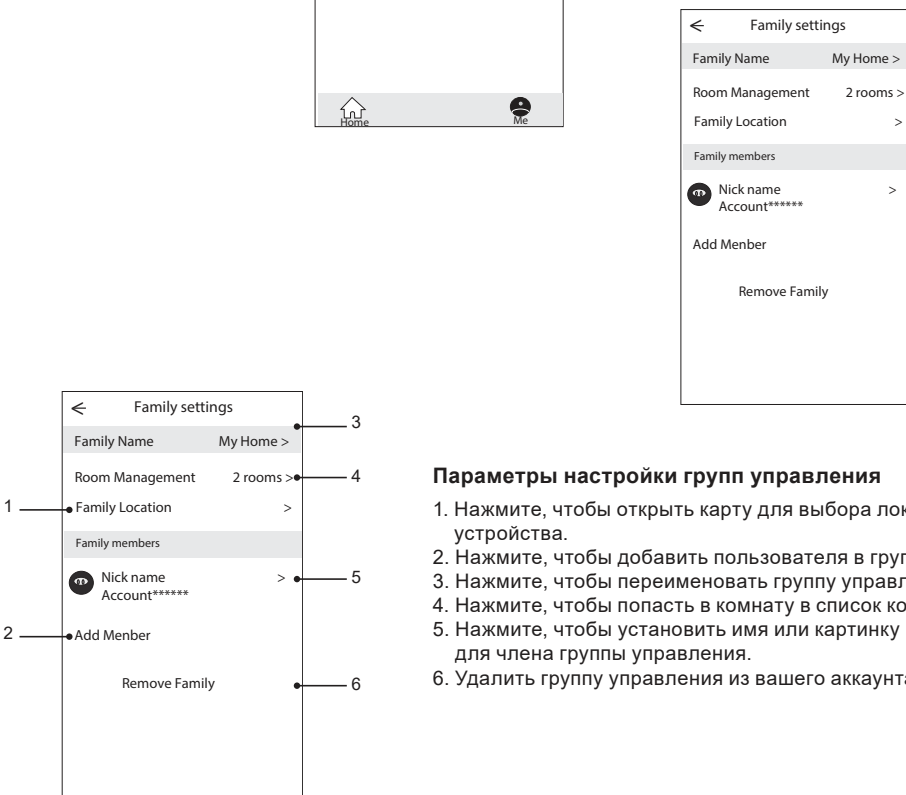 Home
Me
Family settings
Family Name My Home >
Room Management 2 rooms >
Family Location >
Family members
Nick name >
Account******
Add Menber
Remove Family
Family settings
3
Family Name My Home >
Room Management 2 rooms > 4
1 Family Location >
Family members
Nick name > 5
Account******
2 Add Menber
Remove Family 6
Параметры настройки групп управления
1. Нажмите, чтобы открыть карту для выбора
устройства.
2. Нажмите, чтобы добавить пользователя в
3. Нажмите, чтобы переименовать группу
4. Нажмите, чтобы попасть в комнату в список
5. Нажмите, чтобы установить имя или картинку
для члена группы управления.
6. Удалить группу управления из вашего аккаунта